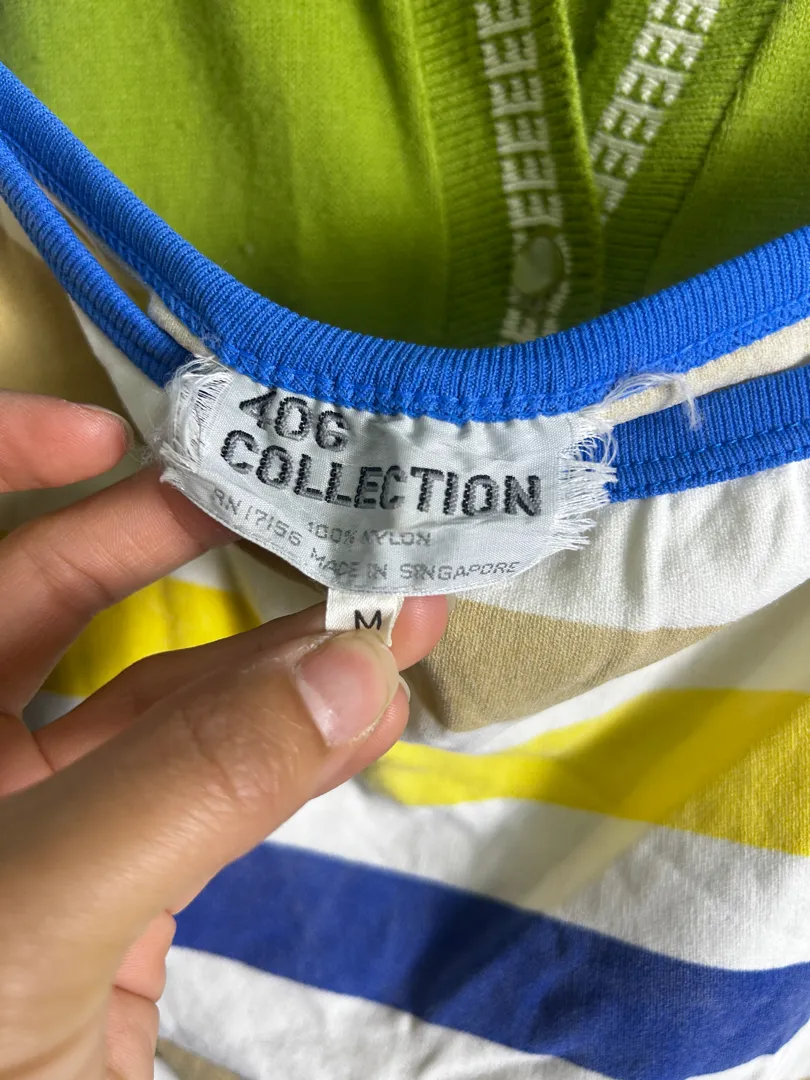 406
COLLECTION
RN 17156 100% NYLON
MADE IN SINGAPORE
M